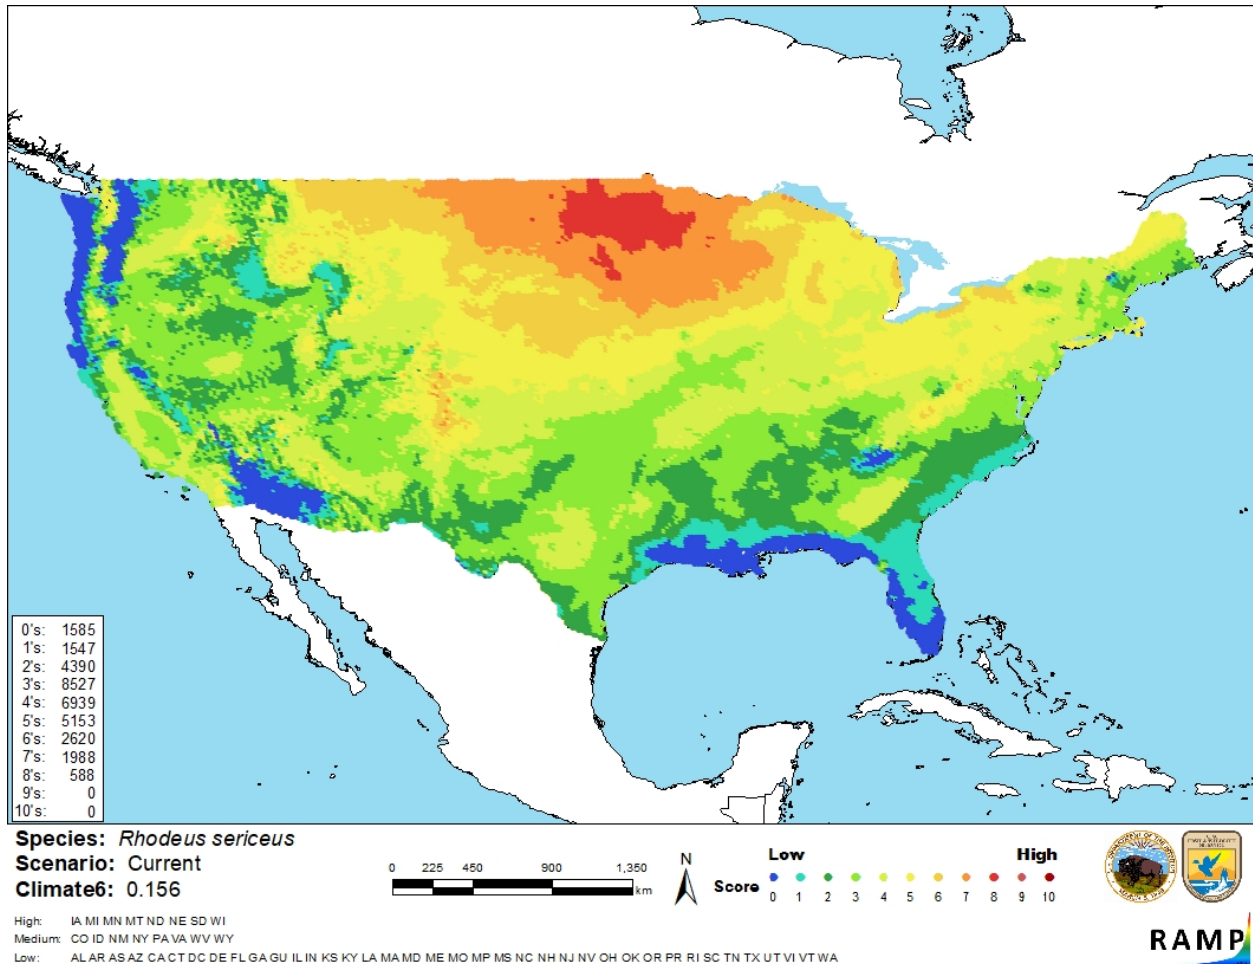 0's: 1585
1's: 1547
2's: 4390
3's: 8527
4's: 6939
5's: 5153
6's: 2620
7's: 1988
8's: 588
9's: 0
10's: 0
Species: Rhodeus sericeus
Scenario: Current
Climate6: 0.156
0 225 450 900 1,350
km
N
Low High
Score 0 1 2 3 4 5 6 7 8 9 10
High: IA MI MN MT ND NE SD WI
Medium: CO ID NM NY PA VA WV WY
Low: AL AR AS AZ CA CT DC DE FL GA GU IL IN KS KY LA MA MD ME MO MP MS NC NH NJ NV OH OK OR PR RI SC TN TX UT VI VT WA
RAMP